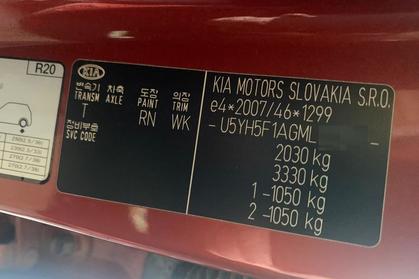 R20
KIA
변속기 차축 도장 의장
TRANSM AXLE PAINT TRIM
T RN WK
정비부호
SVC CODE
KIA MOTORS SLOVAKIA S.R.O.
e4*2007/46*1299
-U5YH5F1AGML
2030 kg
3330 kg
1-1050 kg
2-1050 kg